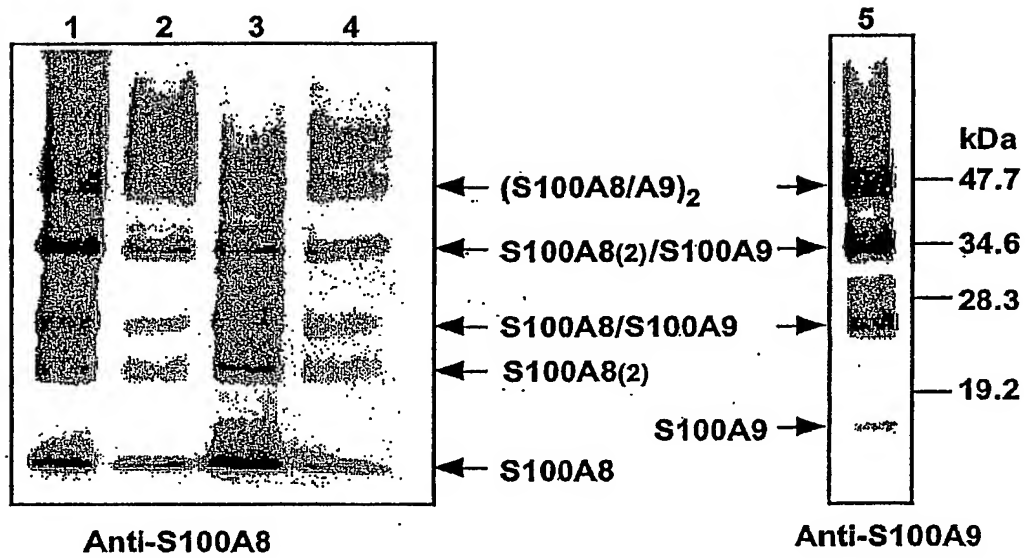 1 2 3 4 5
kDa
(S100A8/A9)2
47.7
S100A8(2)/S100A9
34.6
28.3
S100A8/S100A9
S100A8(2)
19.2
S100A9
S100A8
Anti-S100A8
Anti-S100A9